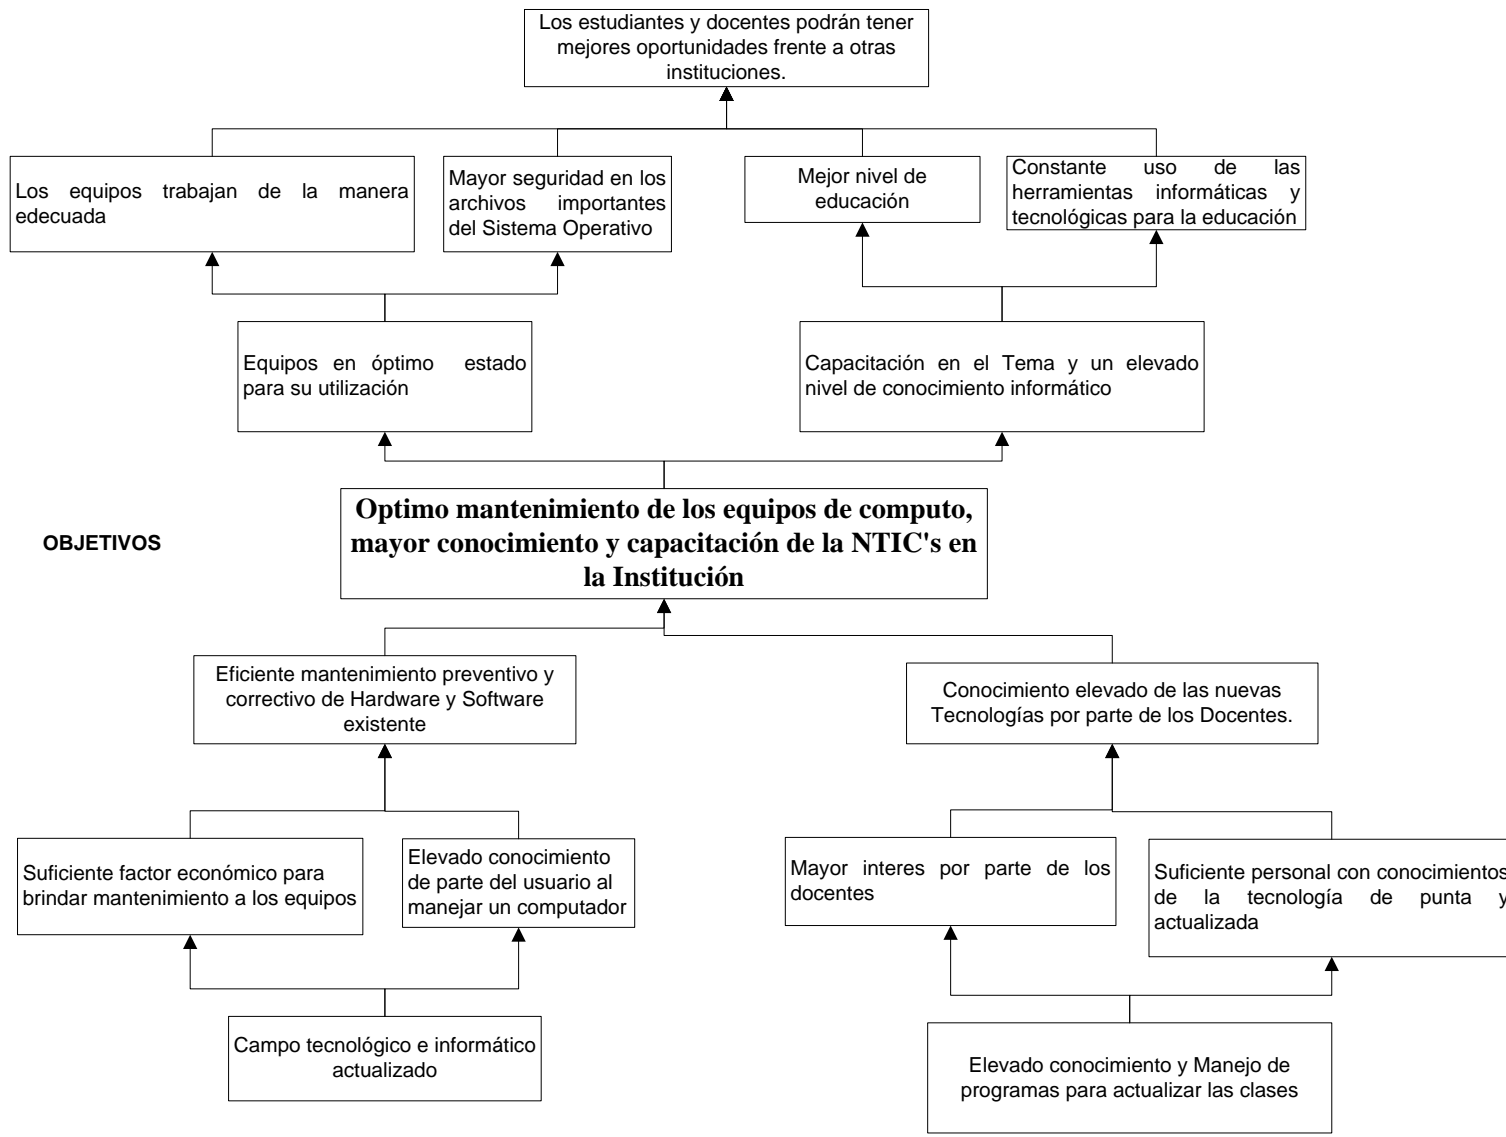 Los estudiantes y docentes podrán tener
mejores oportunidades frente a otras
instituciones.
Los equipos trabajan de la manera
edecuada
Mayor seguridad en los
archivos importantes
del Sistema Operativo
Mejor nivel de
educación
Constante uso de las
herramientas informáticas y
tecnológicas para la educación
Equipos en óptimo estado
para su utilización
Capacitación en el Tema y un elevado
nivel de conocimiento informático
OBJETIVOS
Optimo mantenimiento de los equipos de computo,
mayor conocimiento y capacitación de la NTIC's en
la Institución
Eficiente mantenimiento preventivo y
correctivo de Hardware y Software
existente
Conocimiento elevado de las nuevas
Tecnologías por parte de los Docentes.
Suficiente factor económico para
brindar mantenimiento a los equipos
Elevado conocimiento
de parte del usuario al
manejar un computador
Mayor interes por parte de los
docentes
Suficiente personal con conocimientos
de la tecnología de punta y
actualizada
Campo tecnológico e informático
actualizado
Elevado conocimiento y Manejo de
programas para actualizar las clases